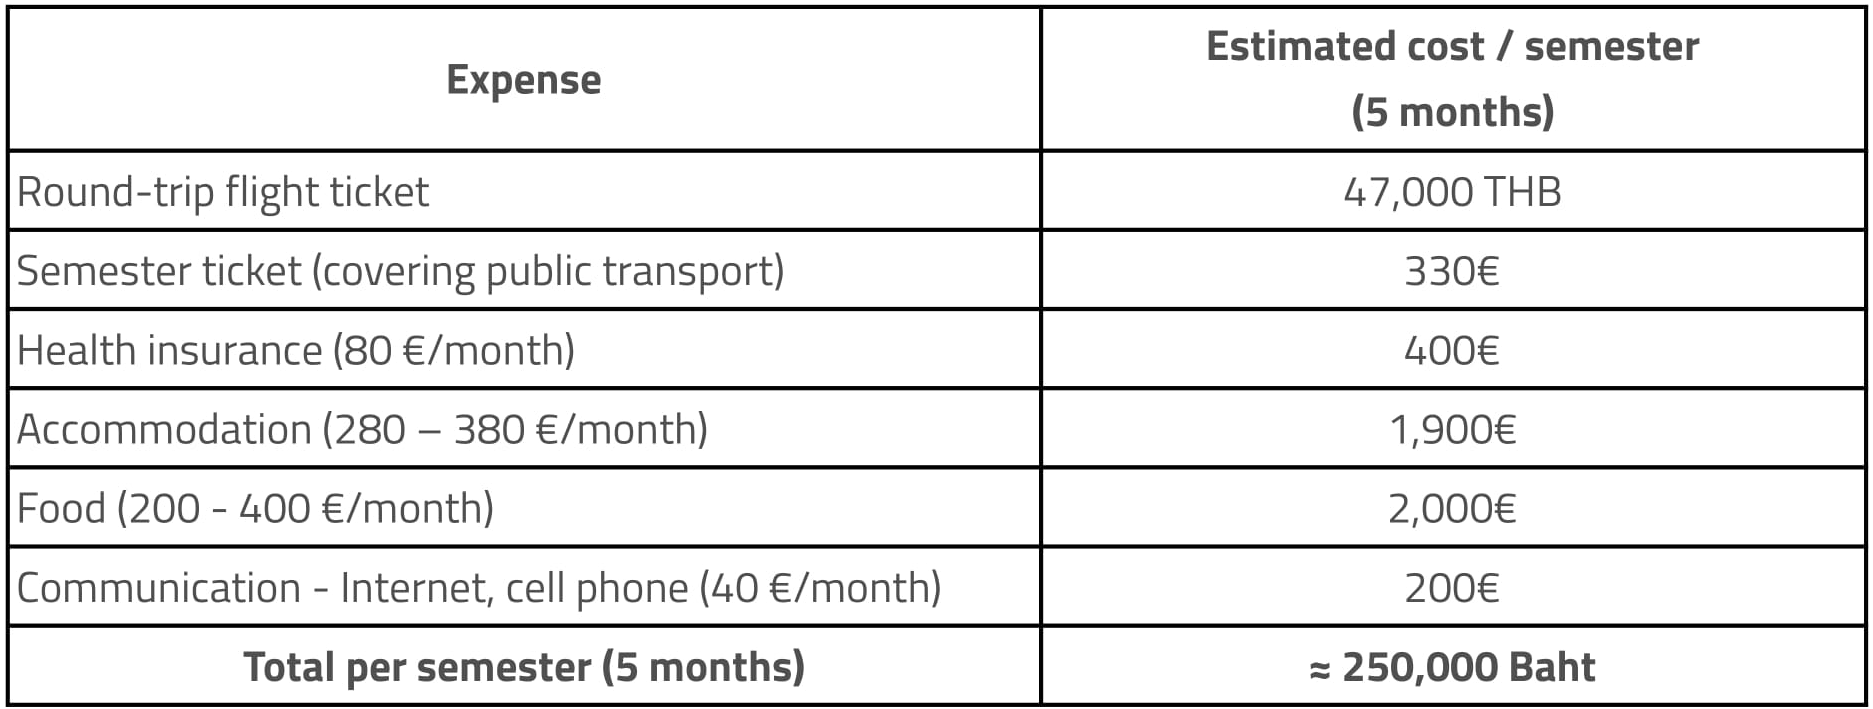 Expense
Estimated cost / semester
(5 months)
Round-trip flight ticket
47,000 THB
Semester ticket (covering public transport)
330€
Health insurance (80 €/month)
400€
Accommodation (280 – 380 €/month)
1,900€
Food (200 - 400 €/month)
2,000€
Communication - Internet, cell phone (40 €/month)
200€
Total per semester (5 months)
≈ 250,000 Baht